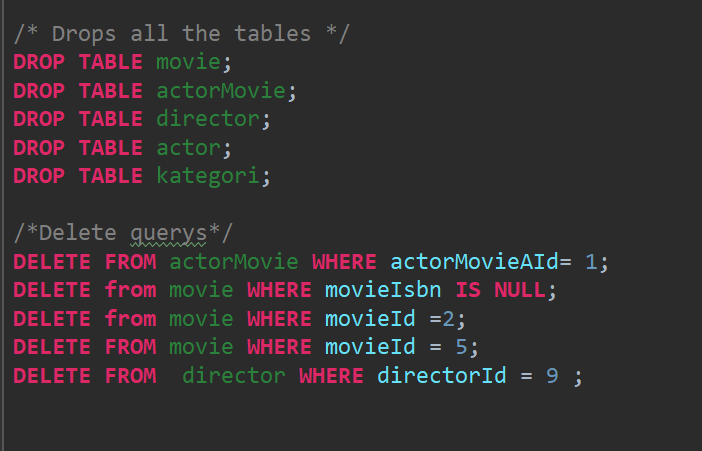 /* Drops all the tables */
DROP TABLE movie;
DROP TABLE actorMovie;
DROP TABLE director;
DROP TABLE actor;
DROP TABLE kategori;
/*Delete querys*/
DELETE FROM actorMovie WHERE actorMovieAId= 1;
DELETE from movie WHERE movieIsbn IS NULL;
DELETE from movie WHERE movieId =2;
DELETE FROM movie WHERE movieId = 5;
DELETE FROM  director WHERE directorId = 9 ;